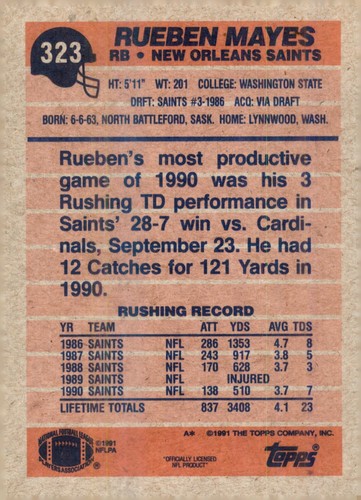 323
RUEBEN MAYES
RB • NEW ORLEANS SAINTS
HT: 5'11" WT: 201 COLLEGE: WASHINGTON STATE
DRFT: SAINTS #3-1986 ACQ: VIA DRAFT
BORN: 6-6-63, NORTH BATTLEFORD, SASK. HOME: LYNNWOOD, WASH.
Rueben's most productive
game of 1990 was his 3
Rushing TD performance in
Saints' 28-7 win vs. Cardi-
nals, September 23. He had
12 Catches for 121 Yards in
1990.
RUSHING RECORD
YR TEAM ATT YDS AVG TDS
1986 SAINTS NFL 286 1353 4.7 8
1987 SAINTS NFL 243 917 3.8 5
1988 SAINTS NFL 170 628 3.7 3
1989 SAINTS NFL INJURED
1990 SAINTS NFL 138 510 3.7 7
LIFETIME TOTALS 837 3408 4.1 23
A* ©1991 THE TOPPS COMPANY, INC.
NATIONAL FOOTBALL LEAGUE
PLAYERS ASSOCIATION
©1991
NFLPA
"OFFICIALLY LICENSED
NFL PRODUCT"
Topps